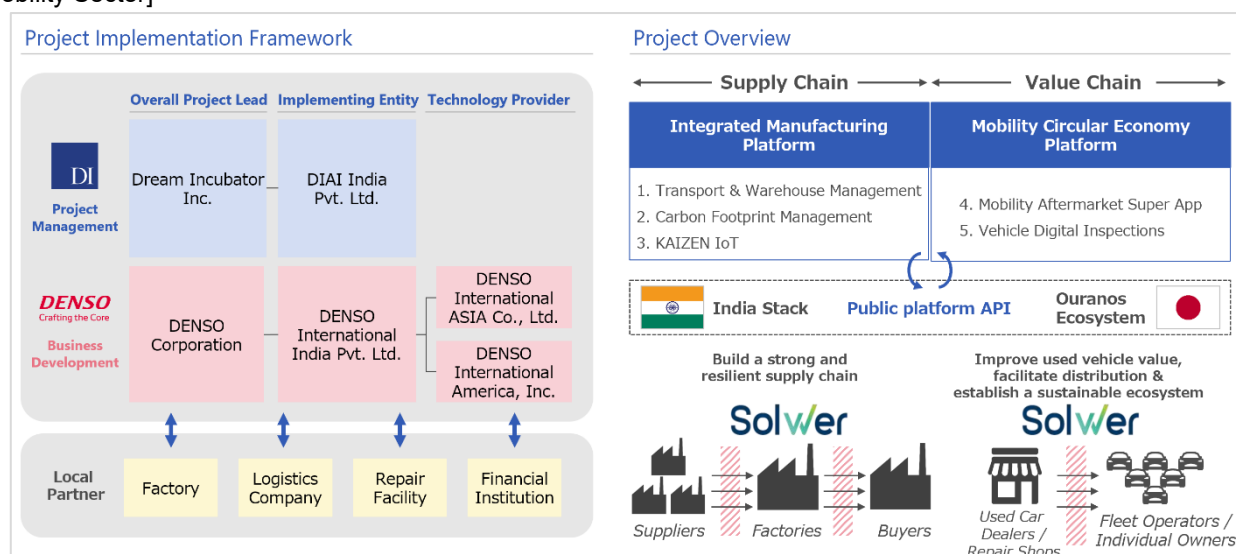 Mobility Sector]
Project Implementation Framework
Overall Project Lead
Implementing Entity
Technology Provider
DI
Project
Management
Dream Incubator
Inc.
DIAI India
Pvt. Ltd.
DENSO
Crafting the Core
Business
Development
DENSO
Corporation
DENSO
International
India Pvt. Ltd.
DENSO
International
ASIA Co., Ltd.
DENSO
International
America, Inc.
Local
Partner
Factory
Logistics
Company
Repair
Facility
Financial
Institution
Project Overview
Supply Chain
Value Chain
Integrated Manufacturing
Platform
Mobility Circular Economy
Platform
1. Transport & Warehouse Management
2. Carbon Footprint Management
3. KAIZEN IoT
4. Mobility Aftermarket Super App
5. Vehicle Digital Inspections
India Stack
Public platform API
Ouranos
Ecosystem
Build a strong and
resilient supply chain
Solwer
Suppliers
Factories
Buyers
Improve used vehicle value,
facilitate distribution &
establish a sustainable ecosystem
Solwer
Used Car
Dealers /
Repair Shops
Fleet Operators /
Individual Owners